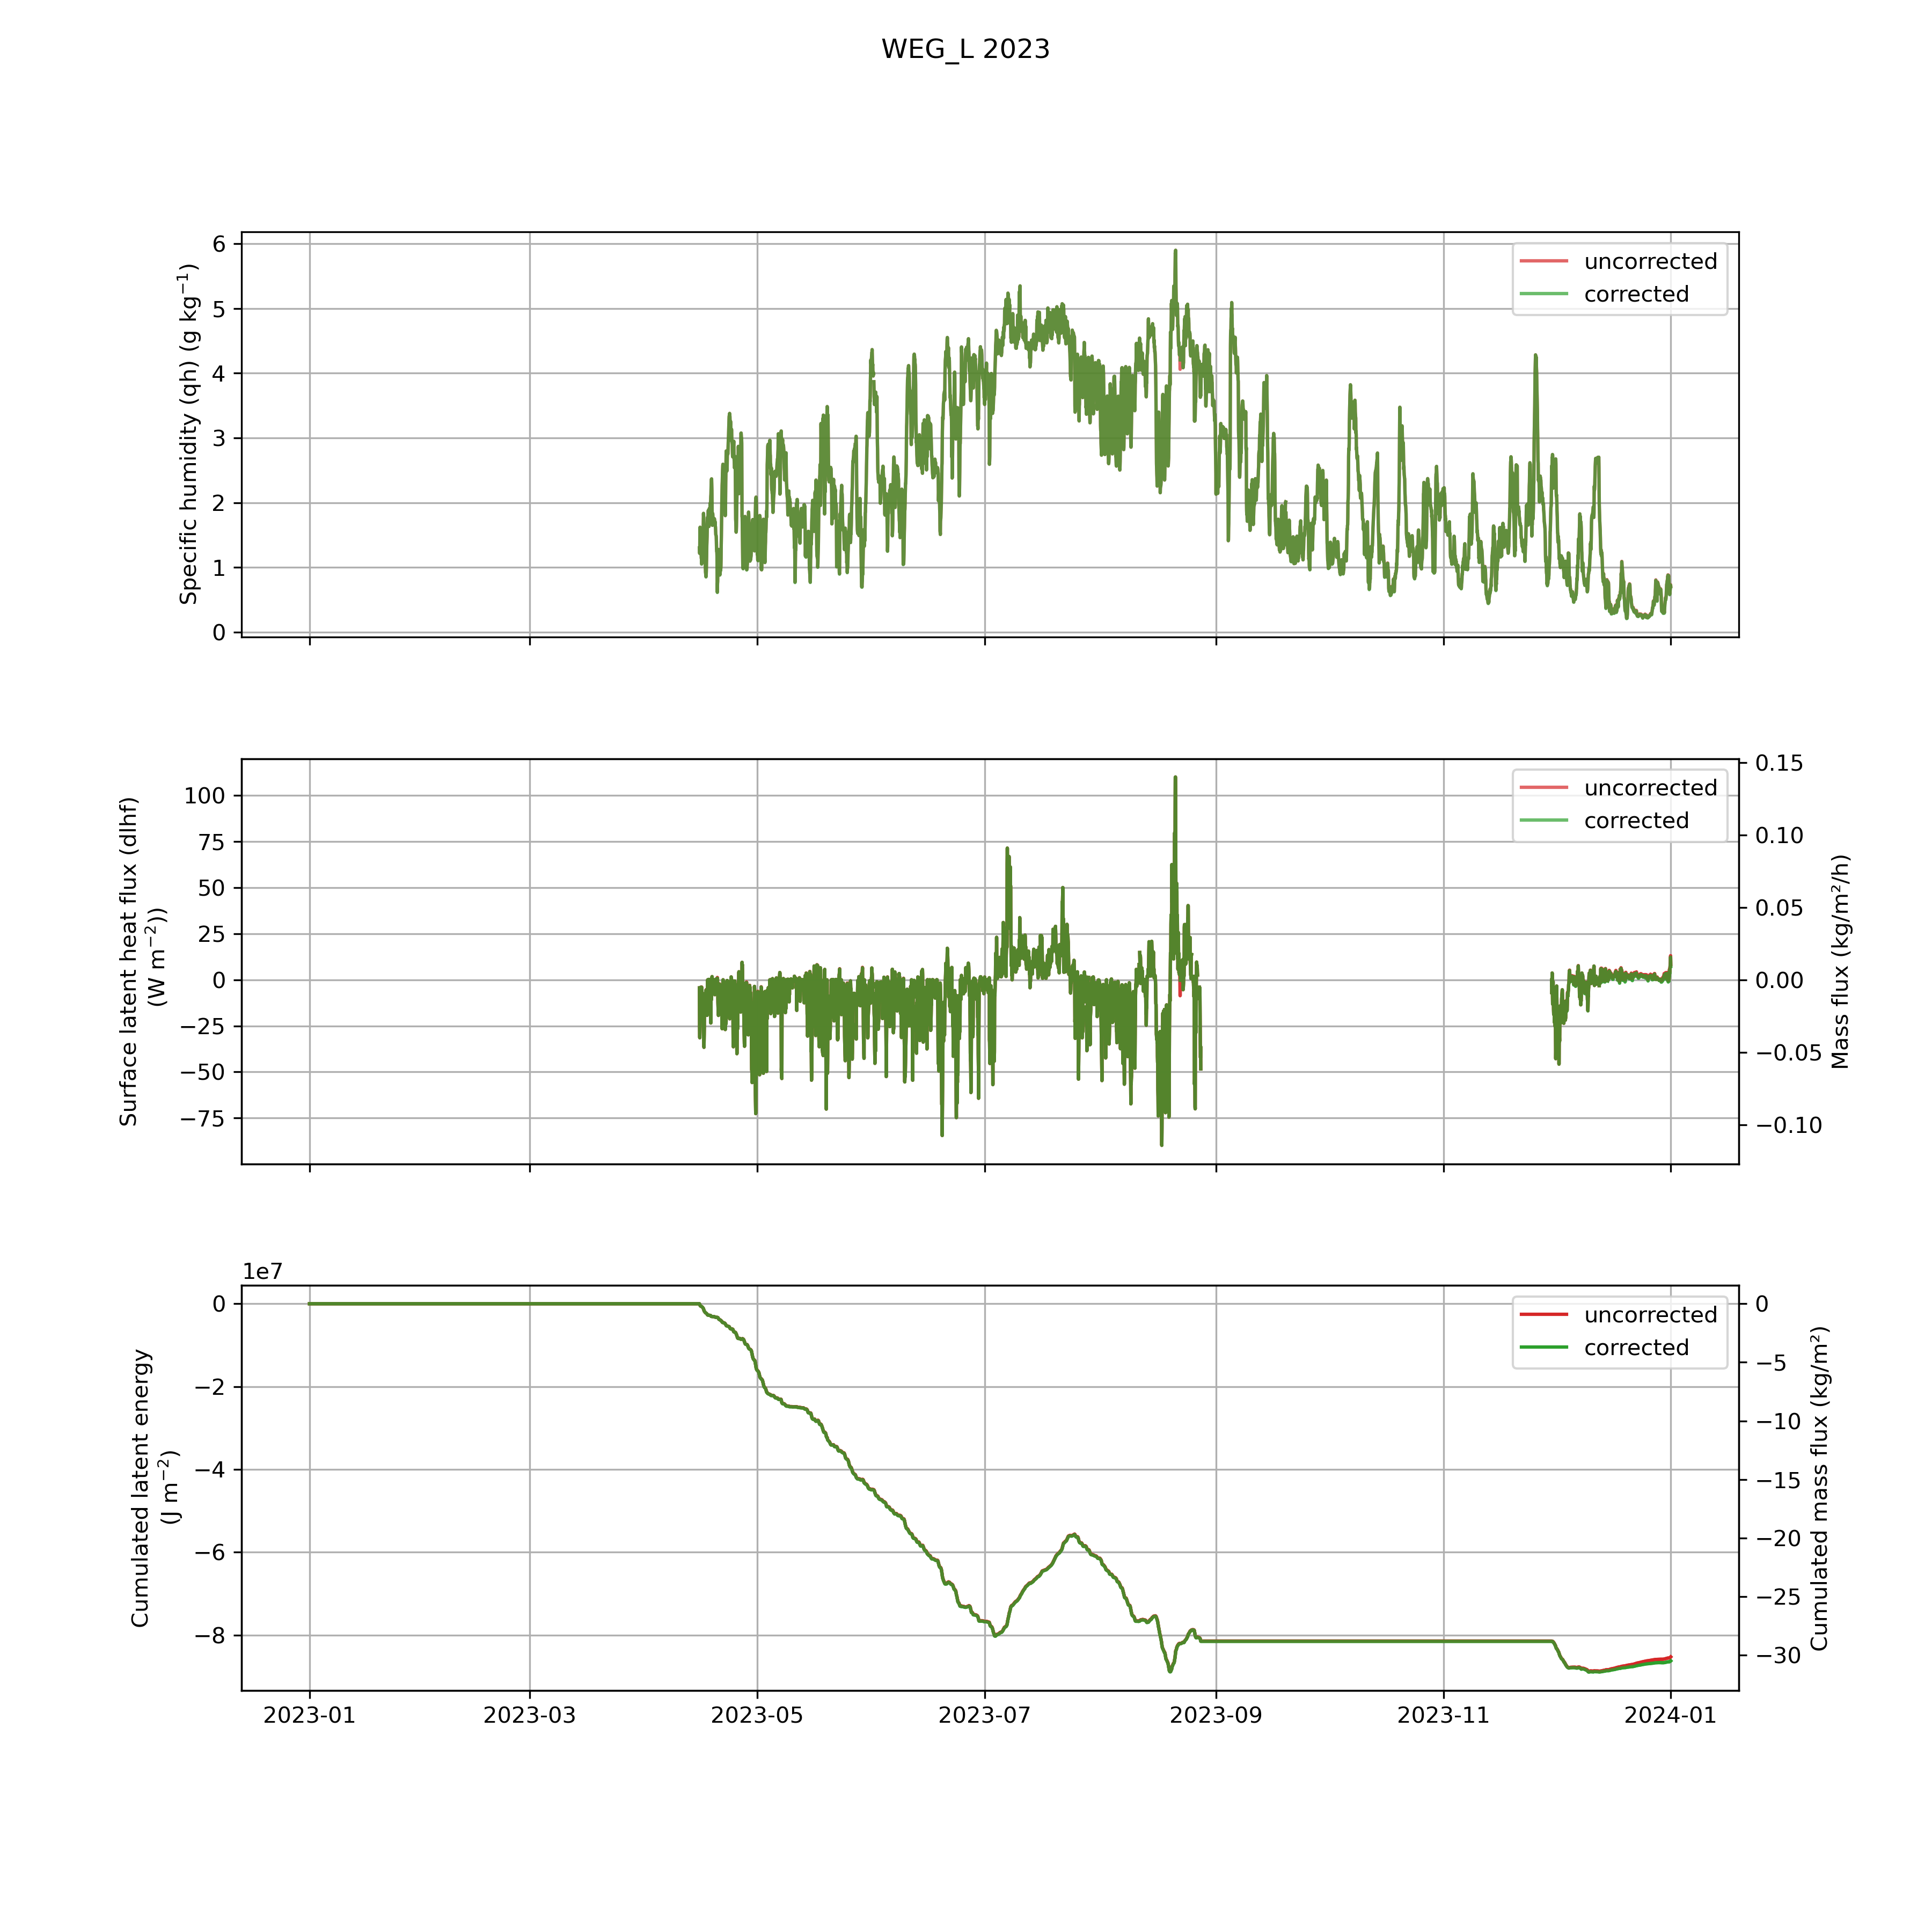 WEG_L 2023
Specific humidity (qh) (g kg⁻¹)
6
5
4
3
2
1
0
uncorrected
corrected
Surface latent heat flux (dlhf)
(W m⁻²))
100
75
50
25
0
−25
−50
−75
uncorrected
corrected
0.15
0.10
0.05
0.00
−0.05
−0.10
Mass flux (kg/m²/h)
1e7
Cumulated latent energy
(J m⁻²)
0
−2
−4
−6
−8
uncorrected
corrected
0
−5
−10
−15
−20
−25
−30
Cumulated mass flux (kg/m²)
2023-01
2023-03
2023-05
2023-07
2023-09
2023-11
2024-01